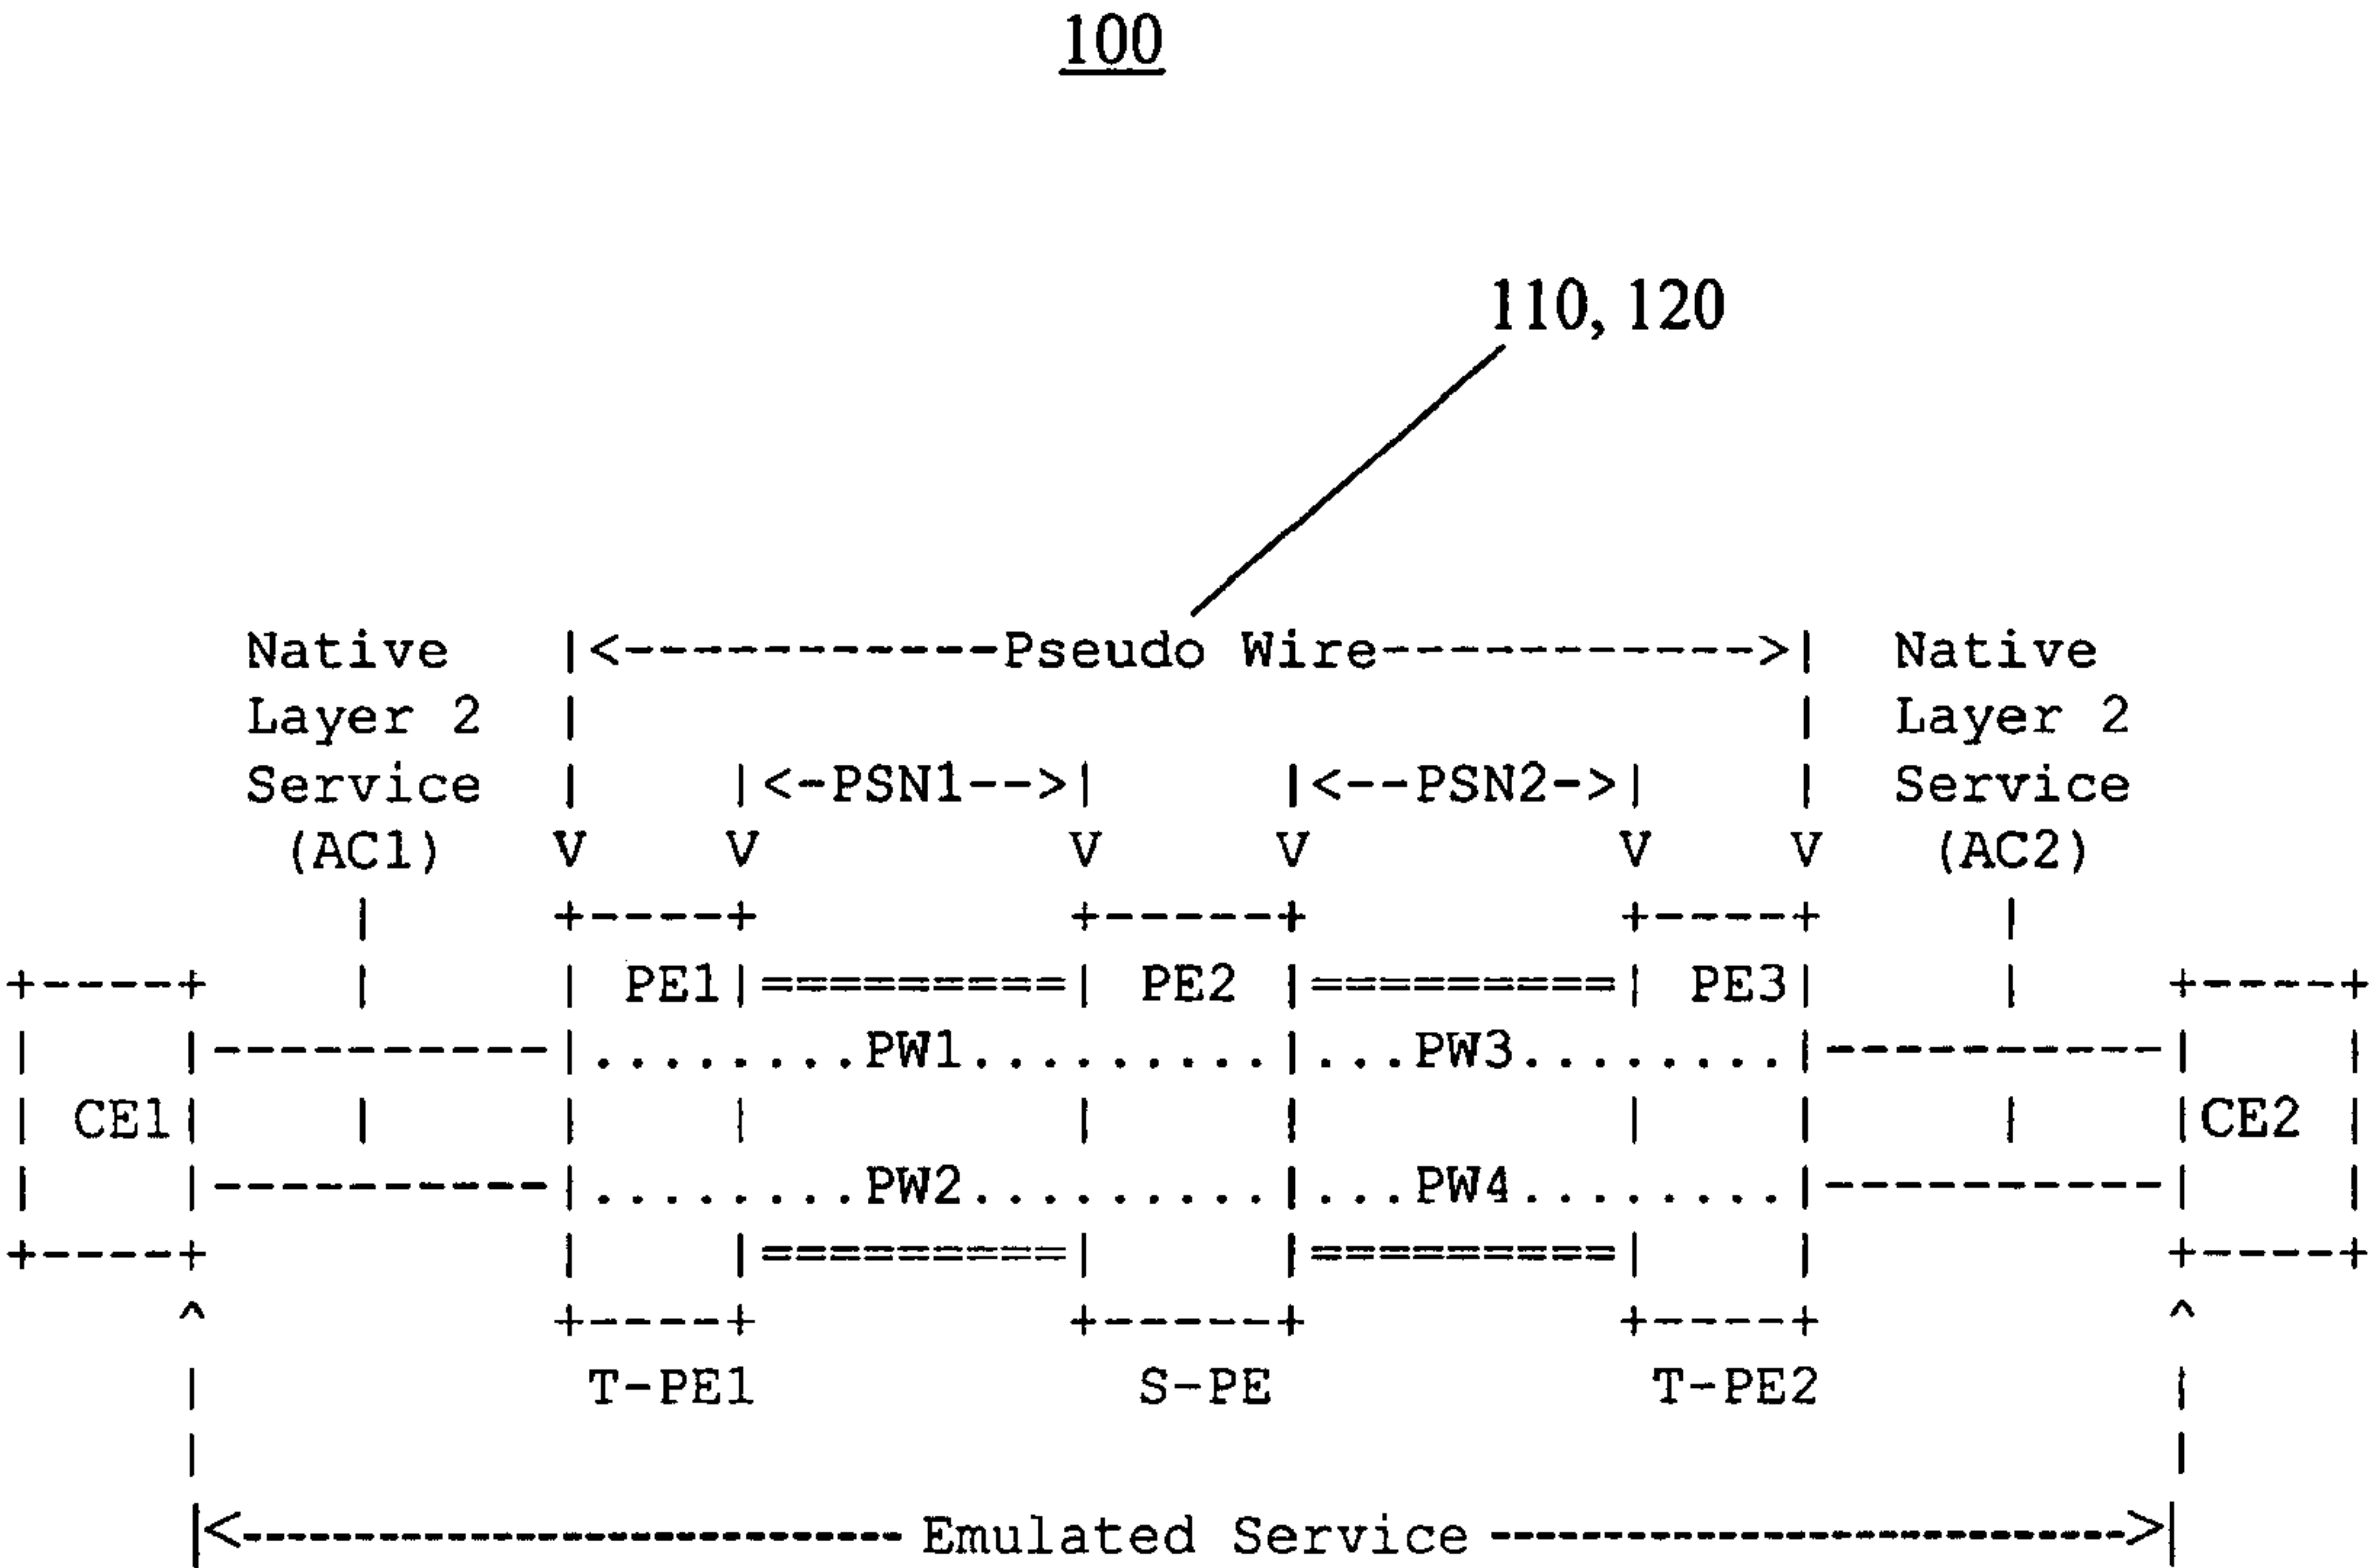 100
110, 120
Native |<-----------Pseudo Wire----------->| Native
Layer 2 | | Layer 2
Service | |<-PSN1-->| |<--PSN2->| | Service
(AC1) V V V V V V (AC2)
| +-----+ +------+ +-----+ |
+-----+ | | PE1|=========| PE2 |=========| PE3| | +-----+
| |----------|........PW1.........|...PW3........|----------| |
| CE1| | | | | | | | | |CE2 |
| |----------|........PW2.........|...PW4........|----------| |
+-----+ | |=========| |=========| | +-----+
^ +-----+ +------+ +-----+ ^
| T-PE1 S-PE T-PE2 |
| |
|<---------------------------- Emulated Service ---------------------------->|